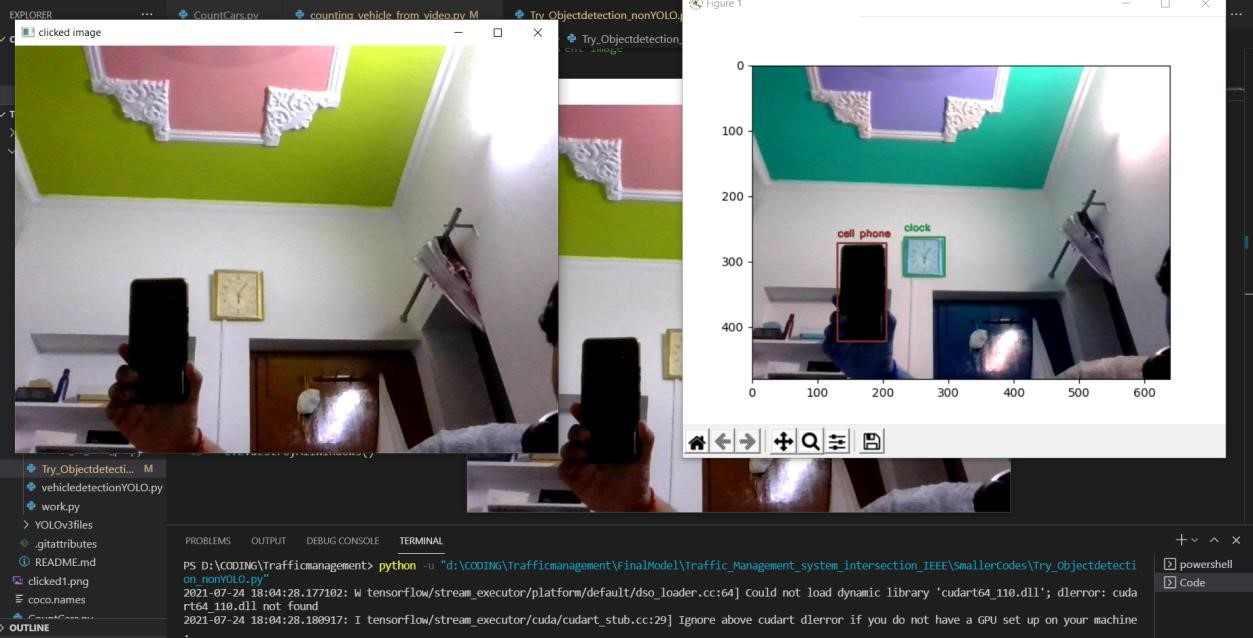 EXPLORER
CountCars.py
counting_vehicle_from_video.py M
Try_Objectdetection_nonYOLO.p
Figure 1
clicked image
Try_Objectdetection_
0
100
200
300
400
cell phone
clock
0
100
200
300
400
500
600
Try_Objectdetecti... M
vehicledetectionYOLO.py
work.py
YOLOv3files
.gitattributes
README.md
clicked1.png
coco.names
CountCars.py
OUTLINE
PROBLEMS
OUTPUT
DEBUG CONSOLE
TERMINAL
PS D:\CODING\Trafficmanagement> python -u "d:\CODING\Trafficmanagement\FinalModel\Traffic_Management_system_intersection_IEEE\SmallerCodes\Try_Objectdetecti
on_nonYOLO.py"
2021-07-24 18:04:28.177102: W tensorflow/stream_executor/platform/default/dso_loader.cc:64] Could not load dynamic library 'cudart64_110.dll'; dlerror: cuda
rt64_110.dll not found
2021-07-24 18:04:28.180917: I tensorflow/stream_executor/cuda/cudart_stub.cc:29] Ignore above cudart dlerror if you do not have a GPU set up on your machine
.
powershell
Code